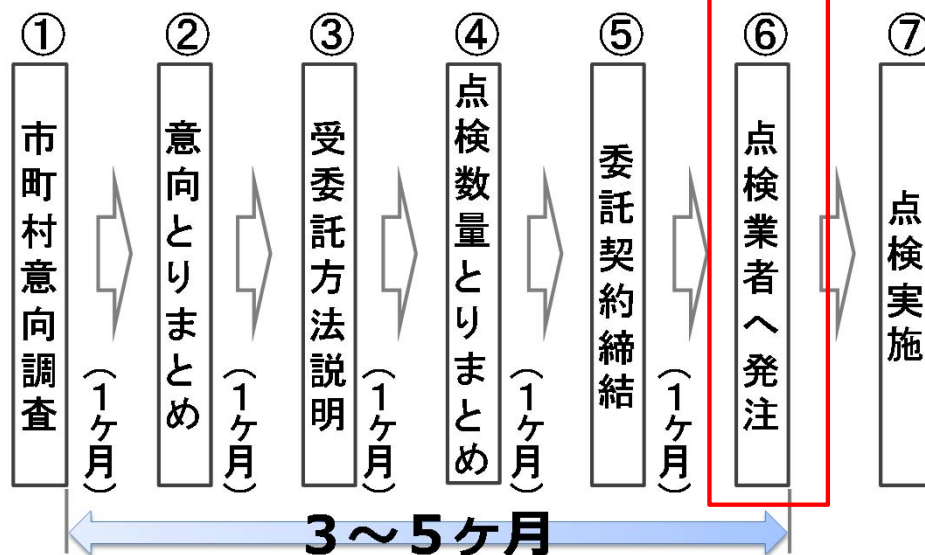 ①
市町村意向調査
(1ヶ月)
②
意向とりまとめ
(1ヶ月)
③
受委託方法説明
(1ヶ月)
④
点検数量とりまとめ
(1ヶ月)
⑤
委託契約締結
(1ヶ月)
⑥
点検業者へ発注
⑦
点検実施
3～5ヶ月